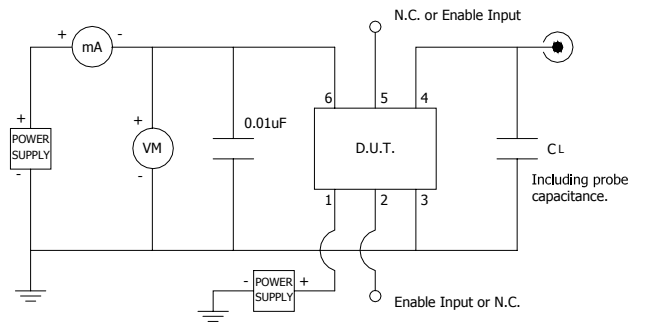 N.C. or Enable Input
+ mA -
6 5 4
+
POWER
SUPPLY
-
+
VM
-
0.01uF
D.U.T.
CL
Including probe
capacitance.
1 2 3
- POWER
SUPPLY +
Enable Input or N.C.